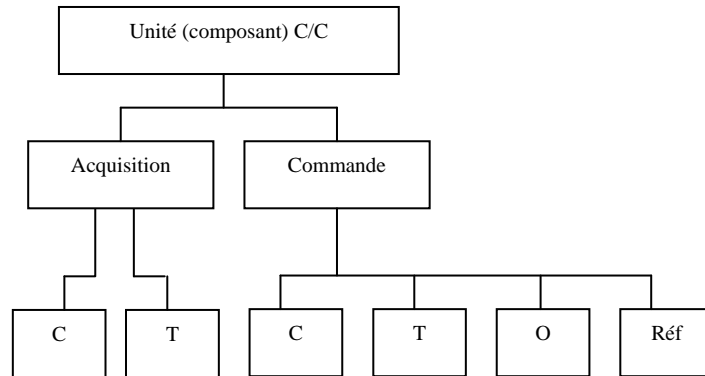 Unité (composant) C/C
Acquisition
Commande
C
T
C
T
O
Réf